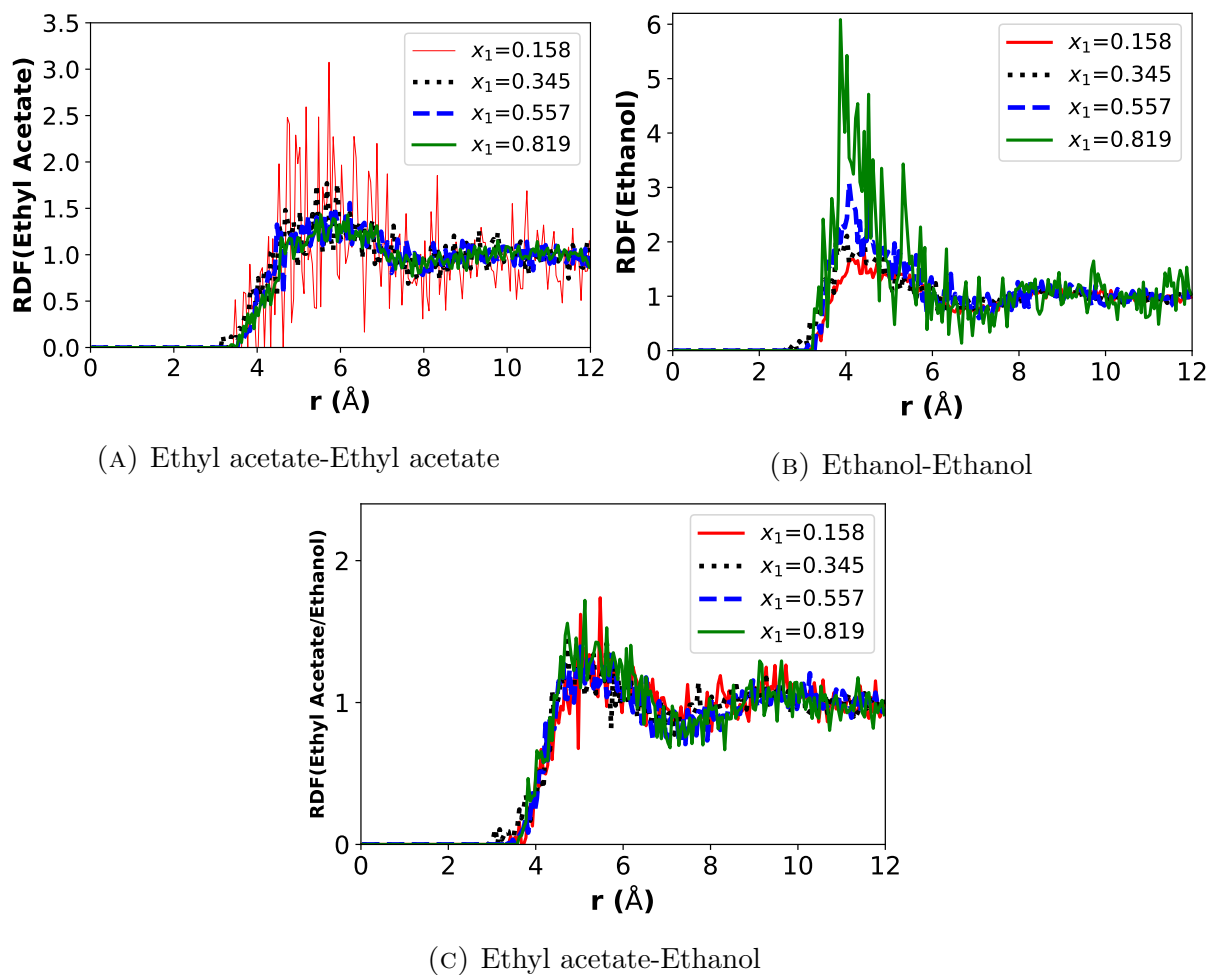 3.5
3.0
2.5
2.0
1.5
1.0
0.5
0.0
RDF(Ethyl Acetate)
x₁=0.158
x₁=0.345
x₁=0.557
x₁=0.819
0 2 4 6 8 10 12
r (Å)
(A) Ethyl acetate-Ethyl acetate
6
5
4
3
2
1
0
RDF(Ethanol)
x₁=0.158
x₁=0.345
x₁=0.557
x₁=0.819
0 2 4 6 8 10 12
r (Å)
(B) Ethanol-Ethanol
2
1
0
RDF(Ethyl Acetate/Ethanol)
x₁=0.158
x₁=0.345
x₁=0.557
x₁=0.819
0 2 4 6 8 10 12
r (Å)
(C) Ethyl acetate-Ethanol